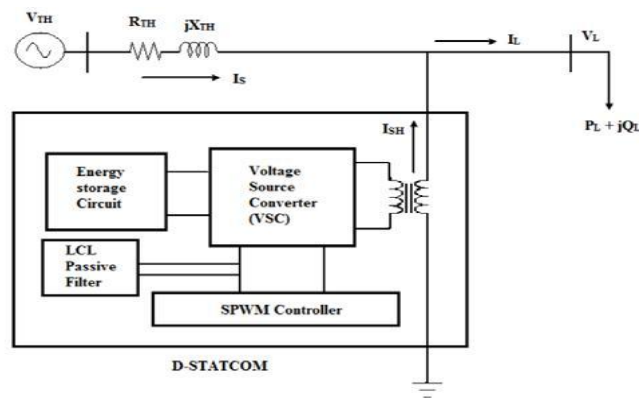 VTH
RTH
jXTH
IL
VL
IS
PL + jQL
ISH
Energy
storage
Circuit
Voltage
Source
Converter
(VSC)
LCL
Passive
Filter
SPWM Controller
D-STATCOM